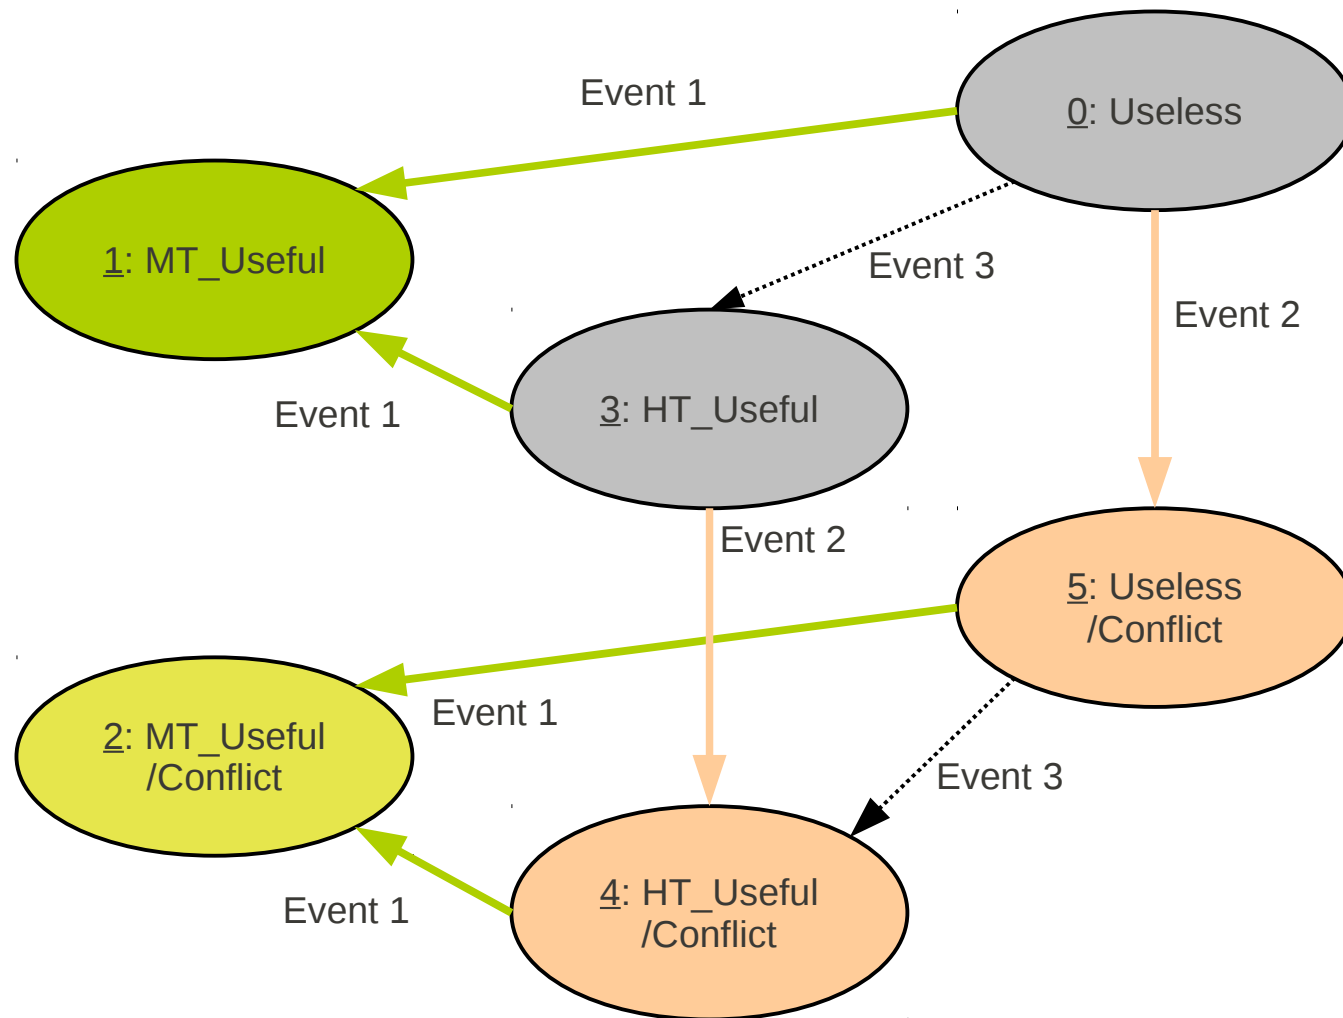 Event 1
0: Useless
1: MT_Useful
Event 3
Event 2
3: HT_Useful
Event 1
Event 2
5: Useless
/Conflict
Event 1
2: MT_Useful
/Conflict
Event 3
4: HT_Useful
/Conflict
Event 1